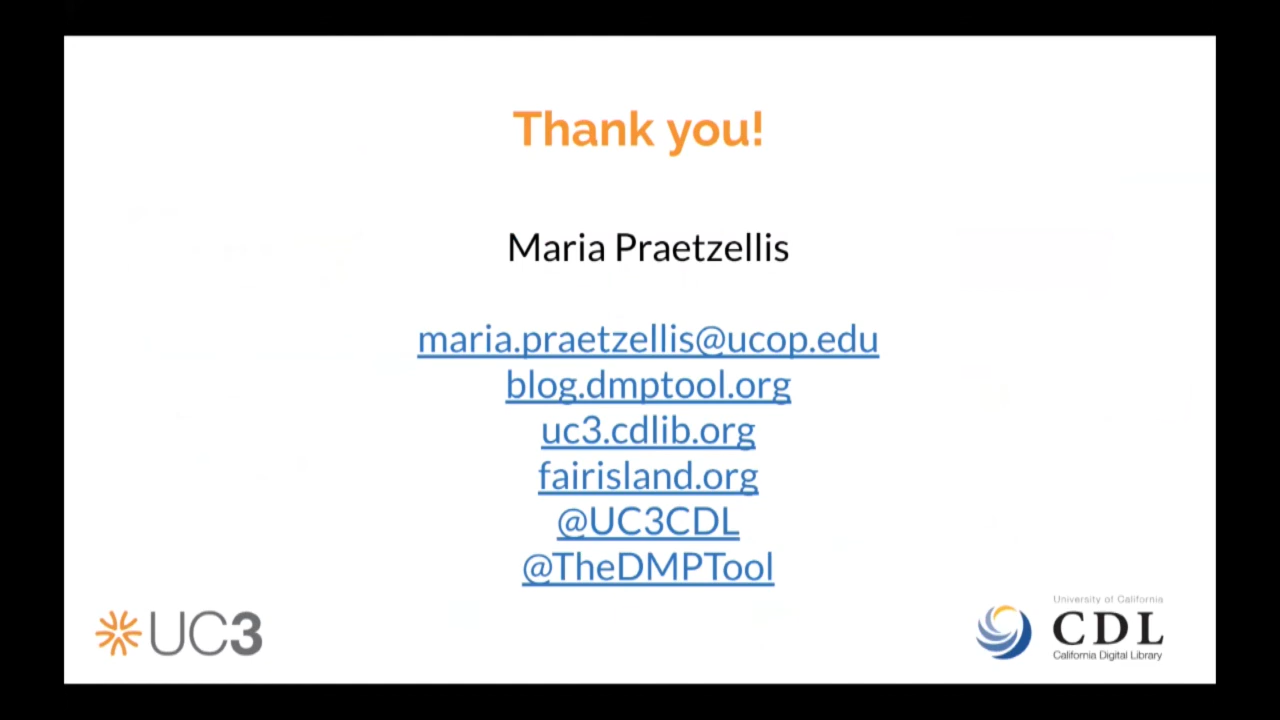 Thank you!
Maria Praetzellis
maria.praetzellis@ucop.edu
blog.dmptool.org
uc3.cdlib.org
fairisland.org
@UC3CDL
@TheDMPTool
UC3
University of California
CDL
California Digital Library